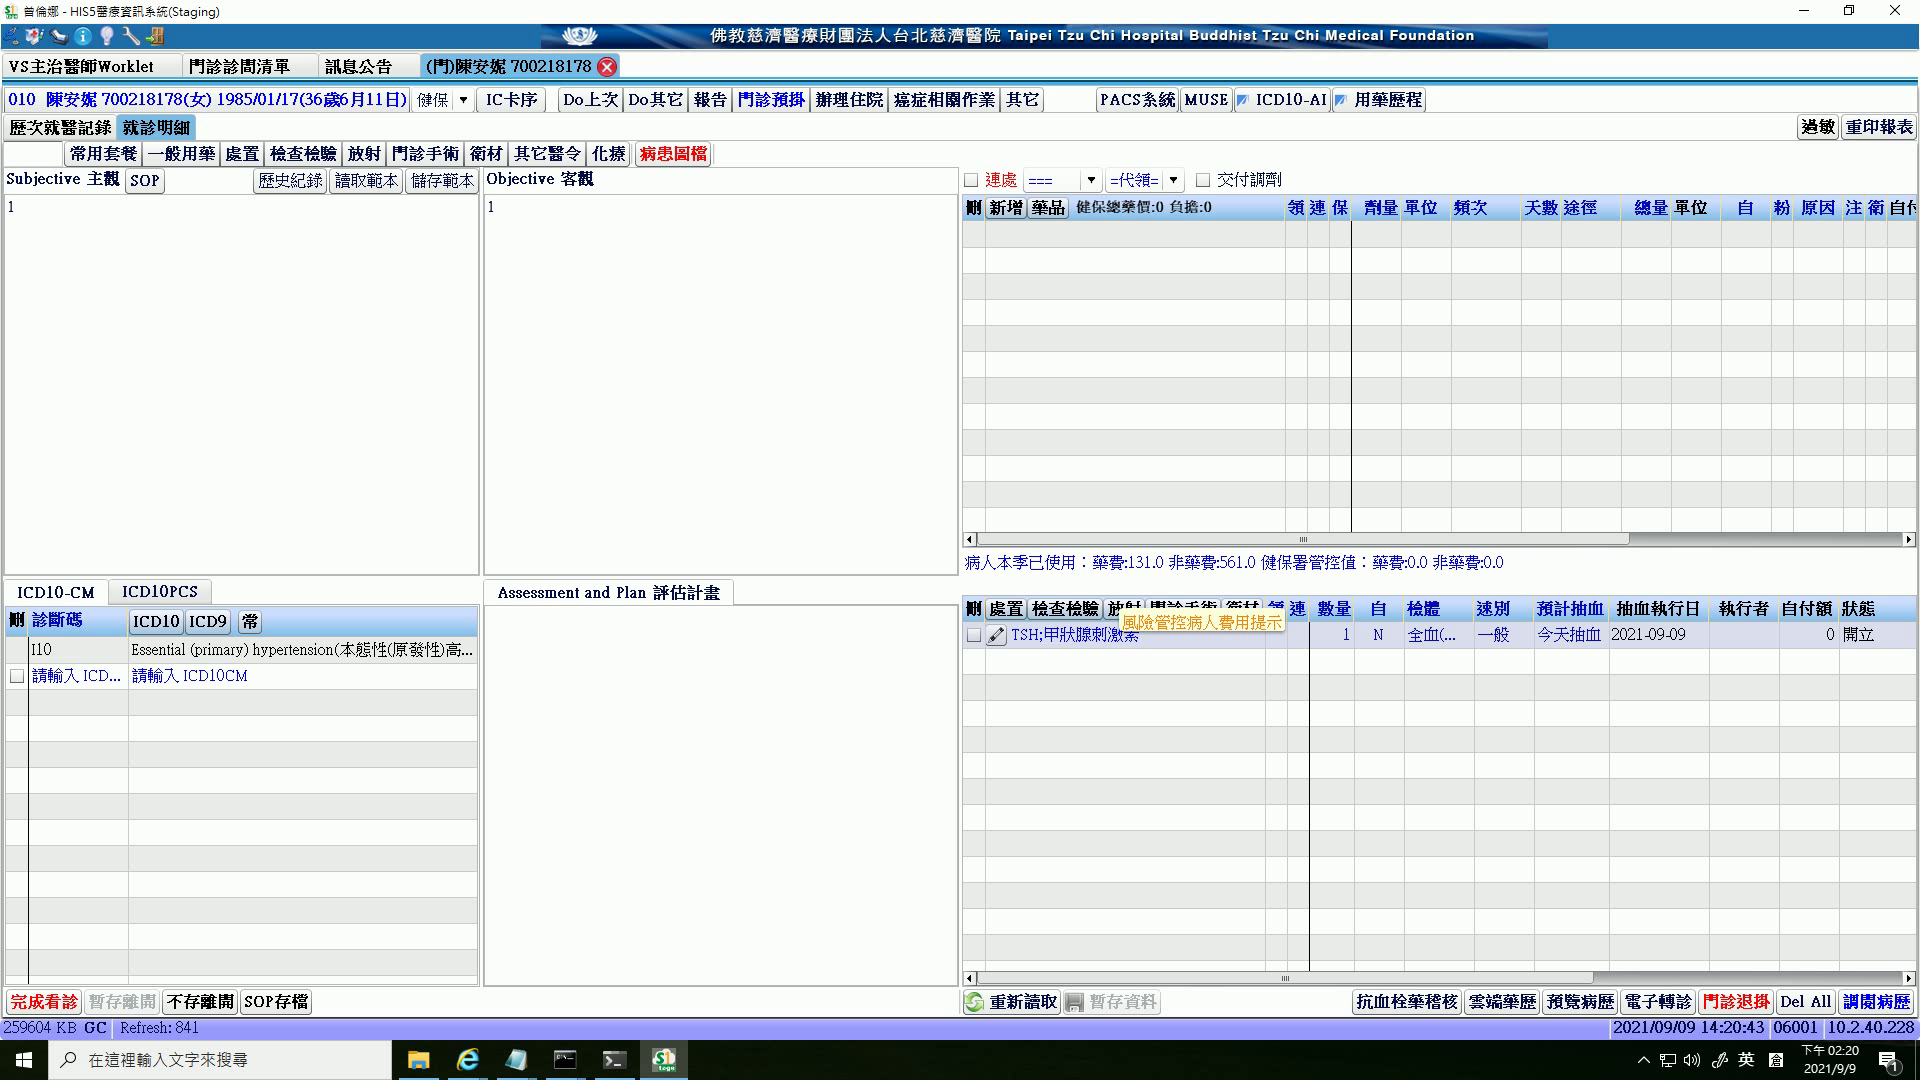 曾倫娜 - HIS5醫療資訊系統(Staging)
佛教慈濟醫療財團法人台北慈濟醫院 Taipei Tzu Chi Hospital Buddhist Tzu Chi Medical Foundation
VS主治醫師Worklet 門診診間清單 訊息公告 (門)陳安妮 700218178
010 陳安妮 700218178(女) 1985/01/17(36歲6月11日) 健保 IC卡序 Do上次 Do其它 報告 門診預掛 辦理住院 癌症相關作業 其它 PACS系統 MUSE ICD10-AI 用藥歷程
歷次就醫記錄 就診明細 過敏 重印報表
常用套餐 一般用藥 處置 檢查檢驗 放射 門診手術 衛材 其它醫令 化療 病患圖檔
Subjective 主觀 SOP 歷史紀錄 讀取範本 儲存範本 Objective 客觀 連處 === =代領= 交付調劑
1 1
刪 新增 藥品 健保總藥價:0 負擔:0 領 連 保 劑量 單位 頻次 天數 途徑 總量 單位 自 粉 原因 注 衛 自付
病人本季已使用：藥費:131.0 非藥費:561.0 健保署管控值：藥費:0.0 非藥費:0.0
ICD10-CM ICD10PCS Assessment and Plan 評估計畫
刪 診斷碼 ICD10 ICD9 常
I10 Essential (primary) hypertension(本態性(原發性)高...
請輸入 ICD... 請輸入 ICD10CM
刪 處置 檢查檢驗 放射 門診手術 衛材 領 連 數量 自 檢體 速別 預計抽血 抽血執行日 執行者 自付額 狀態
風險管控病人費用提示
TSH;甲狀腺刺激素 1 N 全血(... 一般 今天抽血 2021-09-09 0 開立
完成看診 暫存離開 不存離開 SOP存檔 重新讀取 暫存資料 抗血栓藥稽核 雲端藥歷 預覽病歷 電子轉診 門診退掛 Del All 調閱病歷
259604 KB GC Refresh: 841 2021/09/09 14:20:43 06001 10.2.40.228
在這裡輸入文字來搜尋 英 下午 02:20
2021/9/9 1